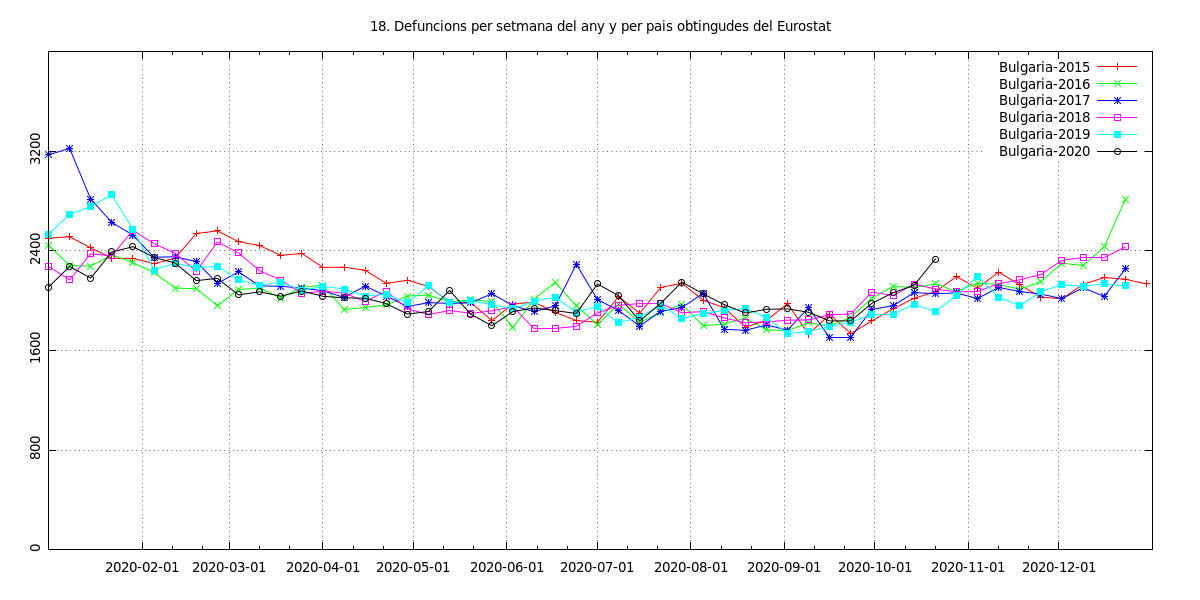 18. Defuncions per setmana del any y per pais obtingudes del Eurostat
Bulgaria-2015
Bulgaria-2016
Bulgaria-2017
Bulgaria-2018
Bulgaria-2019
Bulgaria-2020
3200
2400
1600
800
0
2020-02-01 2020-03-01 2020-04-01 2020-05-01 2020-06-01 2020-07-01 2020-08-01 2020-09-01 2020-10-01 2020-11-01 2020-12-01